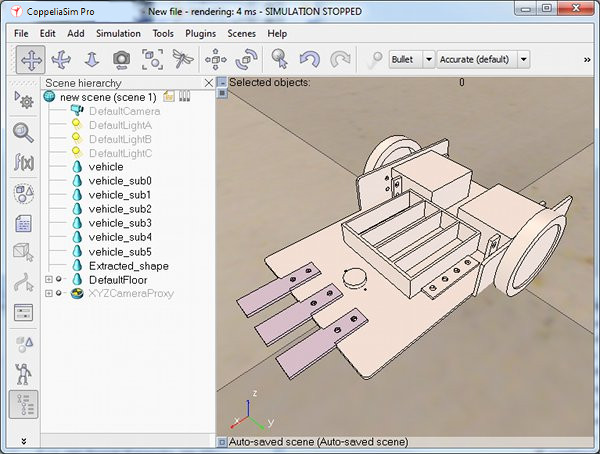 CoppeliaSim Pro
New file - rendering: 4 ms - SIMULATION STOPPED
File Edit Add Simulation Tools Plugins Scenes Help
Bullet
Accurate (default)
»
Scene hierarchy
Selected objects: 0
new scene (scene 1)
DefaultCamera
DefaultLightA
DefaultLightB
DefaultLightC
vehicle
vehicle_sub0
vehicle_sub1
vehicle_sub2
vehicle_sub3
vehicle_sub4
vehicle_sub5
Extracted_shape
DefaultFloor
XYZCameraProxy
f(x)
z
x
y
Auto-saved scene (Auto-saved scene)